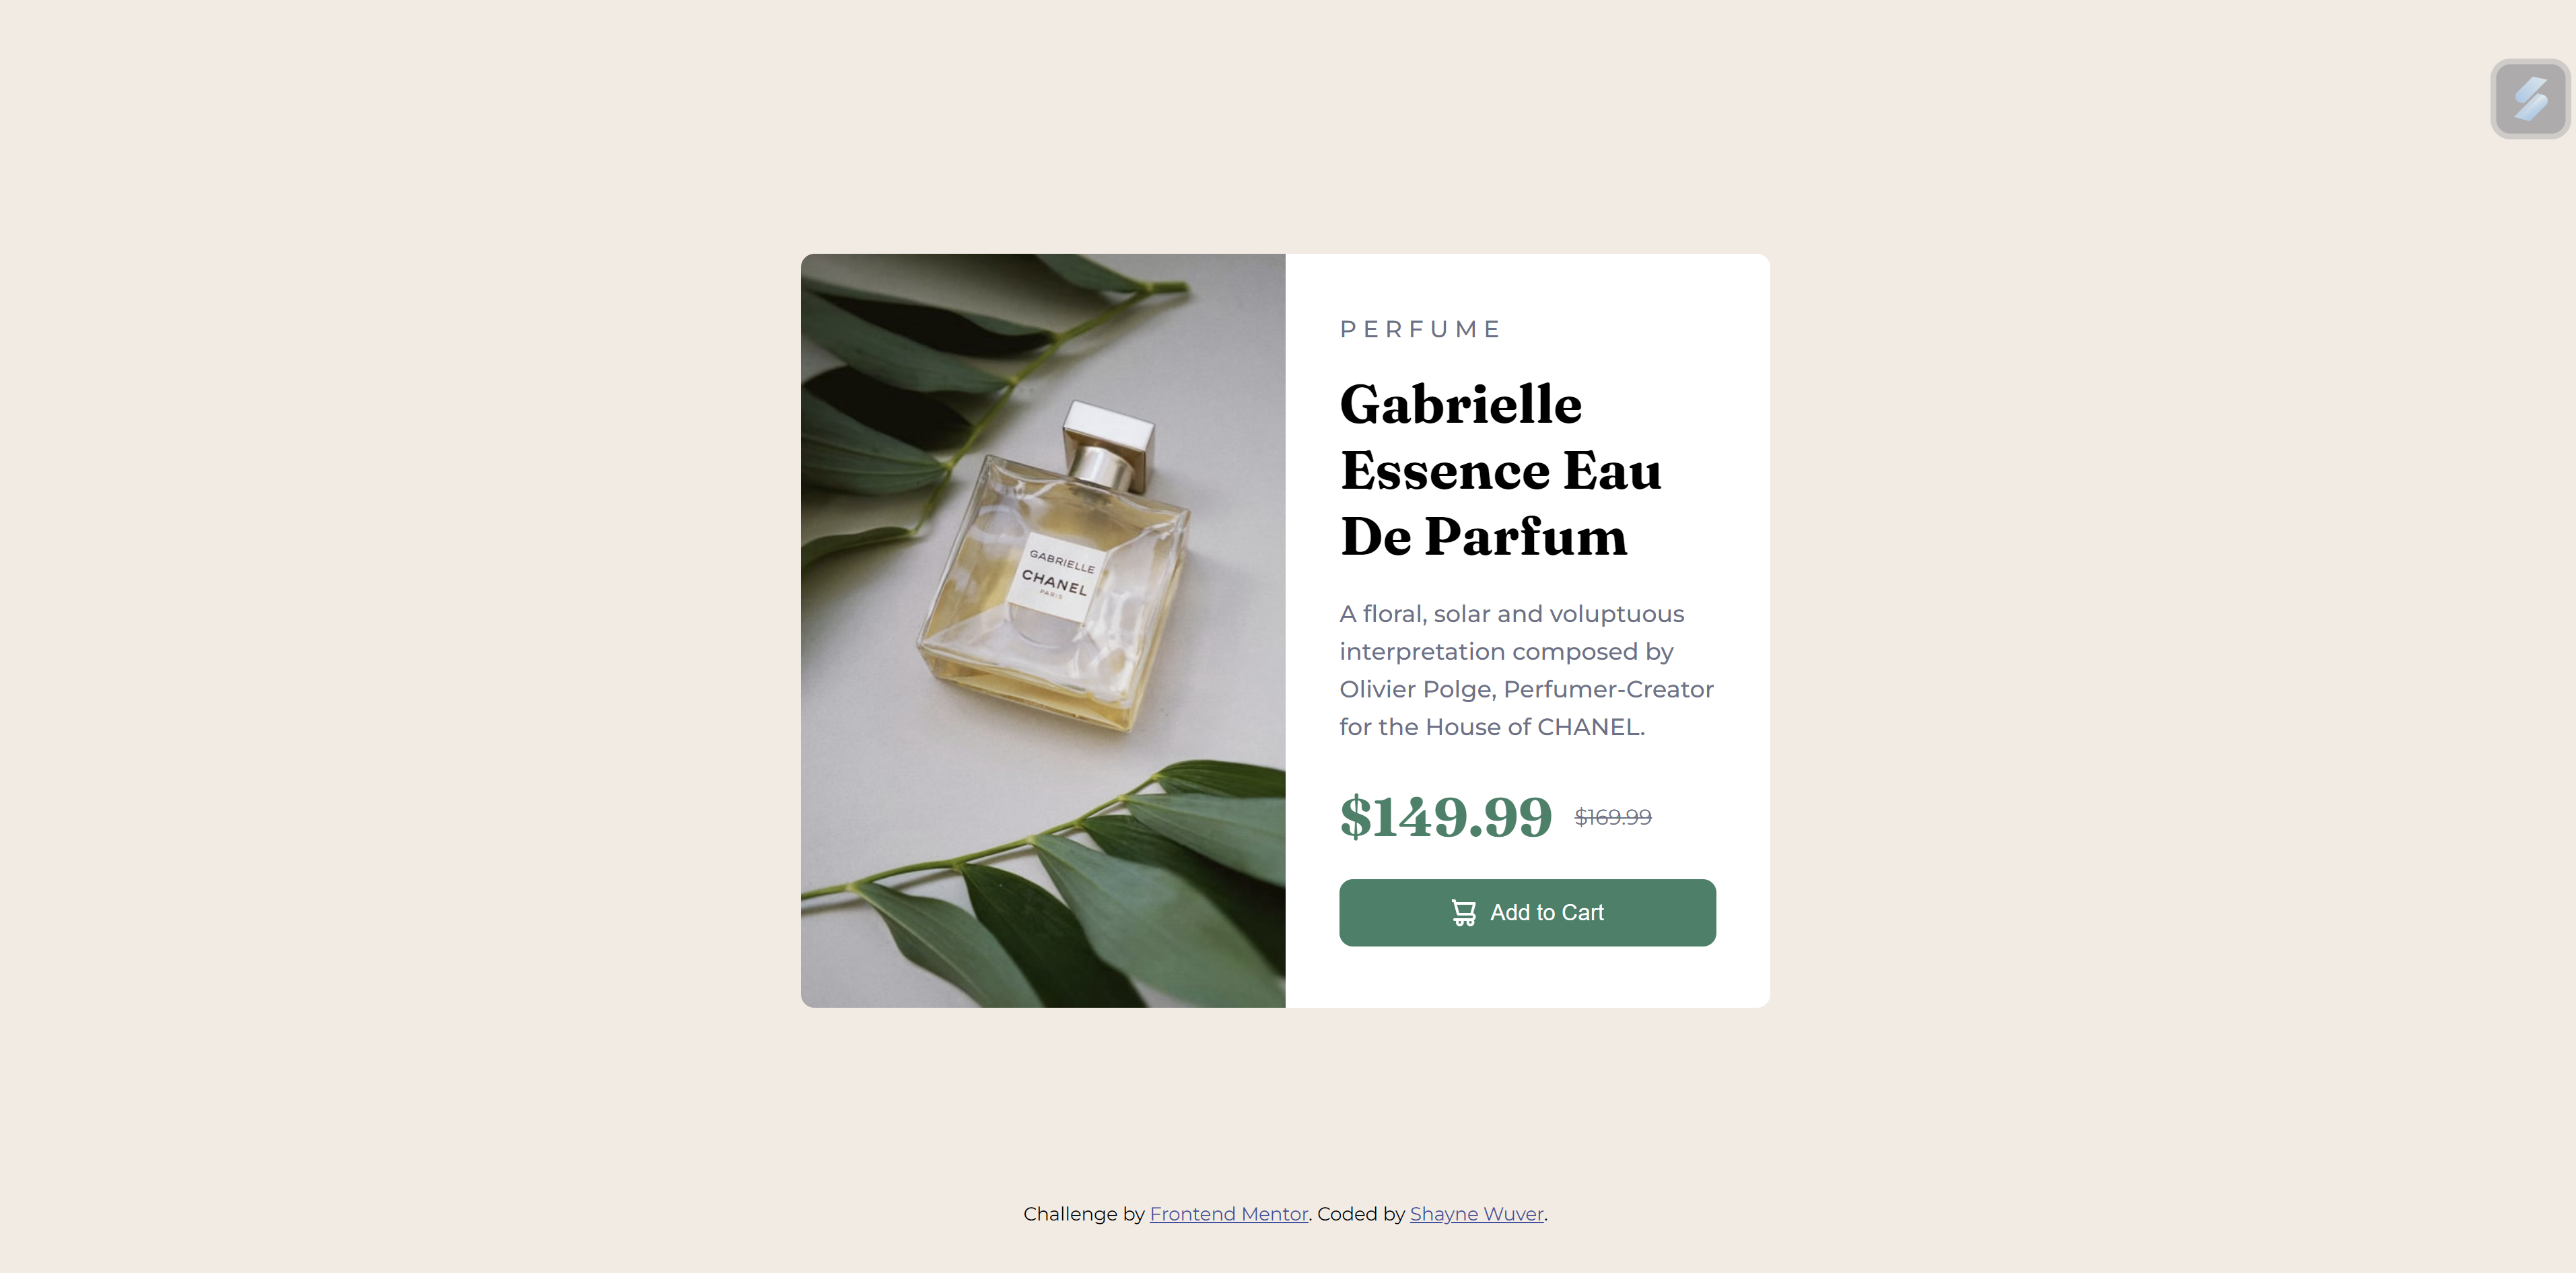 GABRIELLE
CHANEL
PARIS
PERFUME
Gabrielle
Essence Eau
De Parfum
A floral, solar and voluptuous
interpretation composed by
Olivier Polge, Perfumer-Creator
for the House of CHANEL.
$149.99 $169.99
Add to Cart
Challenge by Frontend Mentor. Coded by Shayne Wuver.